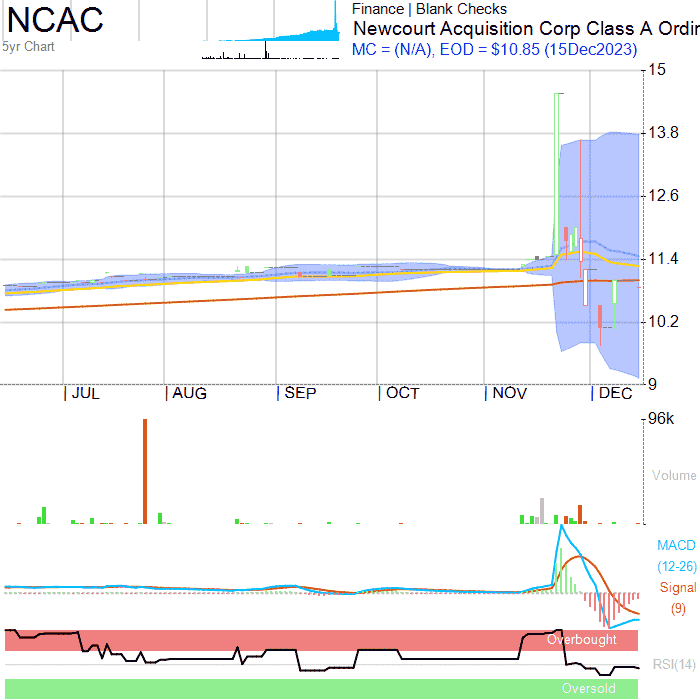 NCAC
5yr Chart
Finance | Blank Checks
Newcourt Acquisition Corp Class A Ordin
MC = (N/A), EOD = $10.85 (15Dec2023)
15
13.8
12.6
11.4
10.2
9
JUL
AUG
SEP
OCT
NOV
DEC
96k
Volume
MACD
(12-26)
Signal
(9)
Overbought
RSI(14)
Oversold